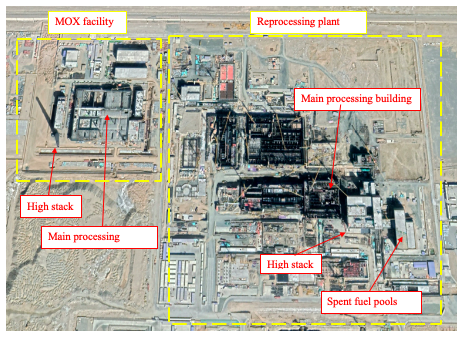 MOX facility
Reprocessing plant
Main processing building
High stack
Main processing
High stack
Spent fuel pools